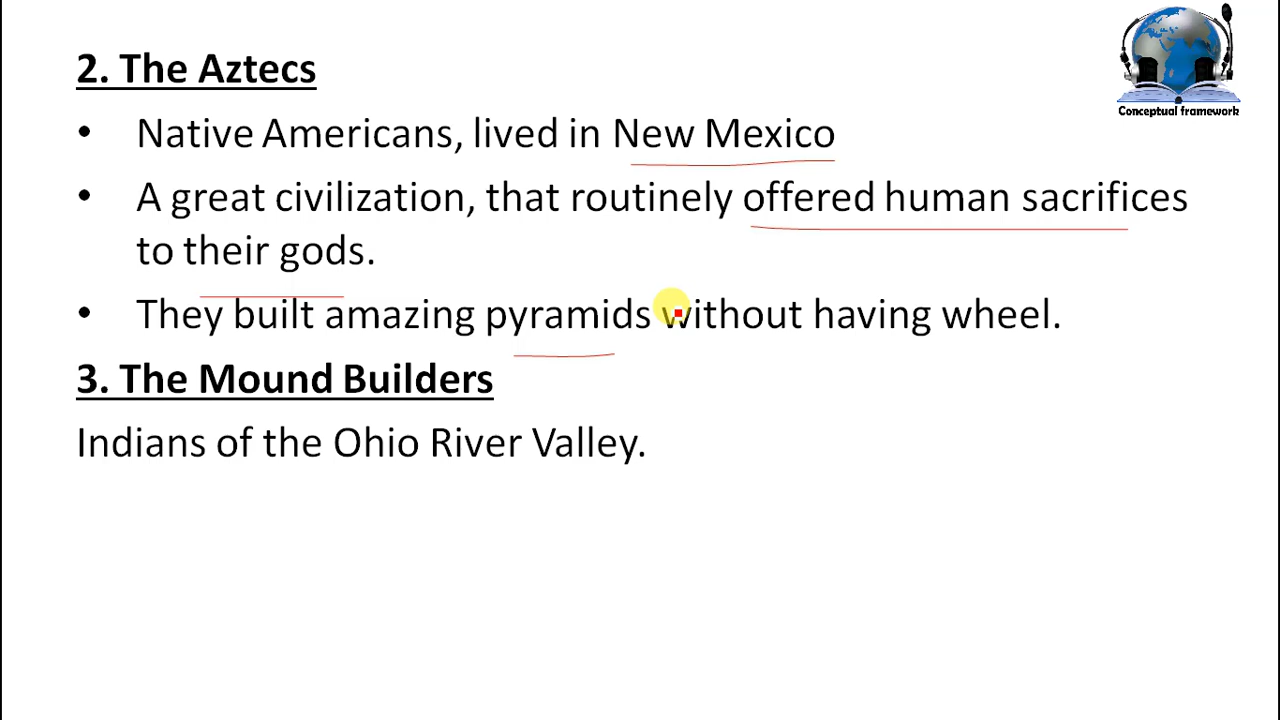 Conceptual framework
2. The Aztecs
• Native Americans, lived in New Mexico
• A great civilization, that routinely offered human sacrifices
to their gods.
• They built amazing pyramids without having wheel.
3. The Mound Builders
Indians of the Ohio River Valley.